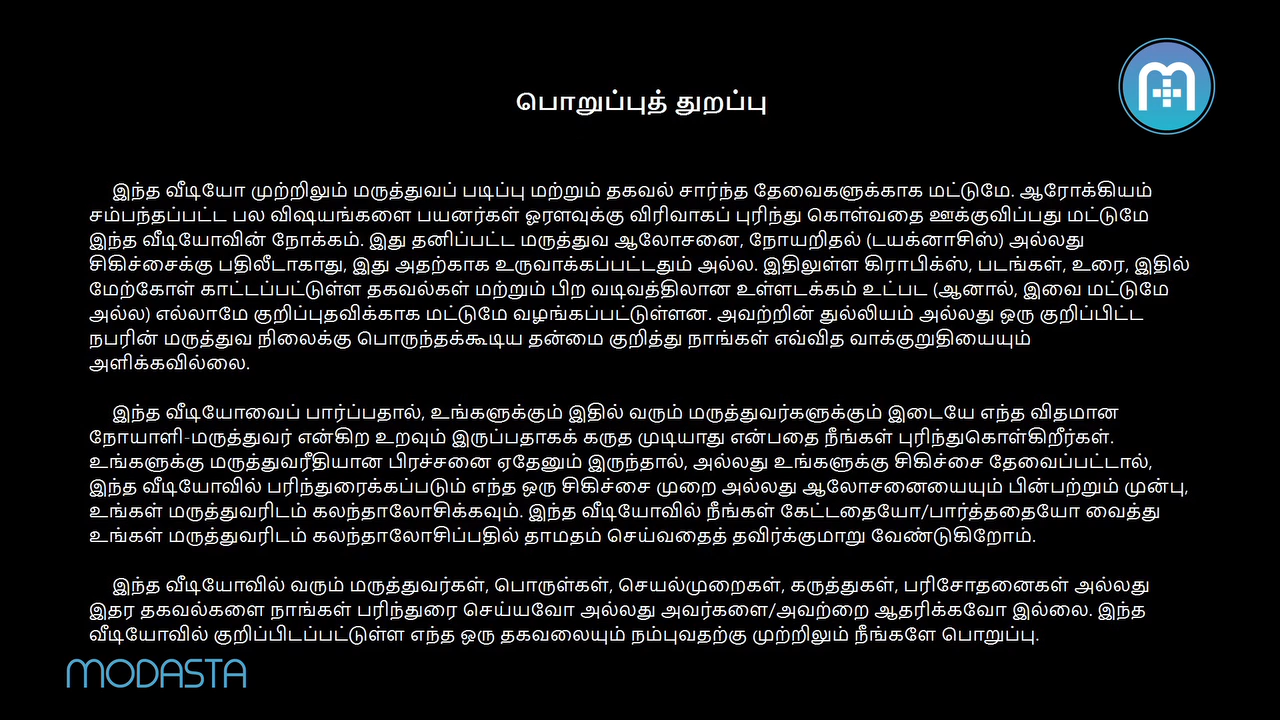 பொறுப்புத் துறப்பு
இந்த வீடியோ முற்றிலும் மருத்துவப் படிப்பு மற்றும் தகவல் சார்ந்த தேவைகளுக்காக மட்டுமே. ஆரோக்கியம்
சம்பந்தப்பட்ட பல விஷயங்களை பயனர்கள் ஓரளவுக்கு விரிவாகப் புரிந்து கொள்வதை ஊக்குவிப்பது மட்டுமே
இந்த வீடியோவின் நோக்கம். இது தனிப்பட்ட மருத்துவ ஆலோசனை, நோயறிதல் (டயக்னாசிஸ்) அல்லது
சிகிச்சைக்கு பதிலீடாகாது, இது அதற்காக உருவாக்கப்பட்டதும் அல்ல. இதிலுள்ள கிராபிக்ஸ், படங்கள், உரை, இதில்
மேற்கோள் காட்டப்பட்டுள்ள தகவல்கள் மற்றும் பிற வடிவத்திலான உள்ளடக்கம் உட்பட (ஆனால், இவை மட்டுமே
அல்ல) எல்லாமே குறிப்புதவிக்காக மட்டுமே வழங்கப்பட்டுள்ளன. அவற்றின் துல்லியம் அல்லது ஒரு குறிப்பிட்ட
நபரின் மருத்துவ நிலைக்கு பொருந்தக்கூடிய தன்மை குறித்து நாங்கள் எவ்வித வாக்குறுதியையும்
அளிக்கவில்லை.
இந்த வீடியோவைப் பார்ப்பதால், உங்களுக்கும் இதில் வரும் மருத்துவர்களுக்கும் இடையே எந்த விதமான
நோயாளி-மருத்துவர் என்கிற உறவும் இருப்பதாகக் கருத முடியாது என்பதை நீங்கள் புரிந்துகொள்கிறீர்கள்.
உங்களுக்கு மருத்துவரீதியான பிரச்சனை ஏதேனும் இருந்தால், அல்லது உங்களுக்கு சிகிச்சை தேவைப்பட்டால்,
இந்த வீடியோவில் பரிந்துரைக்கப்படும் எந்த ஒரு சிகிச்சை முறை அல்லது ஆலோசனையையும் பின்பற்றும் முன்பு,
உங்கள் மருத்துவரிடம் கலந்தாலோசிக்கவும். இந்த வீடியோவில் நீங்கள் கேட்டதையோ/பார்த்ததையோ வைத்து
உங்கள் மருத்துவரிடம் கலந்தாலோசிப்பதில் தாமதம் செய்வதைத் தவிர்க்குமாறு வேண்டுகிறோம்.
இந்த வீடியோவில் வரும் மருத்துவர்கள், பொருள்கள், செயல்முறைகள், கருத்துகள், பரிசோதனைகள் அல்லது
இதர தகவல்களை நாங்கள் பரிந்துரை செய்யவோ அல்லது அவர்களை/அவற்றை ஆதரிக்கவோ இல்லை. இந்த
வீடியோவில் குறிப்பிடப்பட்டுள்ள எந்த ஒரு தகவலையும் நம்புவதற்கு முற்றிலும் நீங்களே பொறுப்பு.
MODASTA